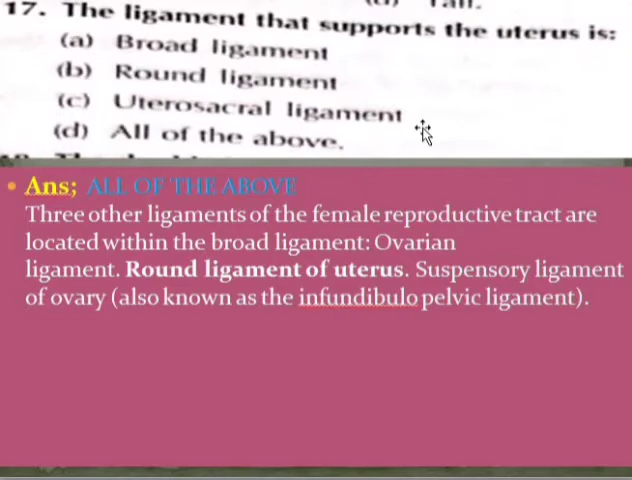 17. The ligament that supports the uterus is:
(a) Broad ligament
(b) Round ligament
(c) Uterosacral ligament
(d) All of the above.
• Ans; ALL OF THE ABOVE
Three other ligaments of the female reproductive tract are
located within the broad ligament: Ovarian
ligament. Round ligament of uterus. Suspensory ligament
of ovary (also known as the infundibulo pelvic ligament).